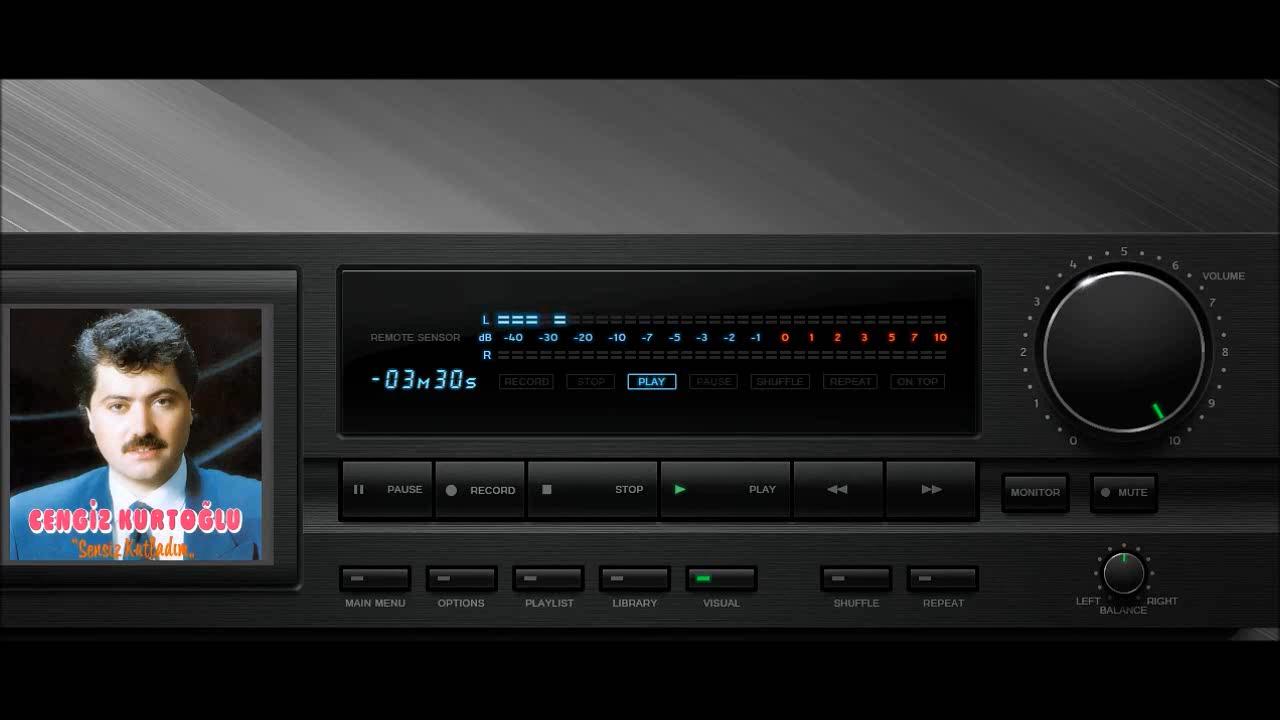 CENGİZ KURTOĞLU
"Sensiz Kutladım"
REMOTE SENSOR
L
dB -40 -30 -20 -10 -7 -5 -3 -2 -1 0 1 2 3 5 7 10
R
-03M30S
RECORD STOP PLAY PAUSE SHUFFLE REPEAT ON TOP
0 1 2 3 4 5 6 7 8 9 10
VOLUME
PAUSE RECORD STOP PLAY
MONITOR MUTE
MAIN MENU OPTIONS PLAYLIST LIBRARY VISUAL SHUFFLE REPEAT
LEFT RIGHT
BALANCE